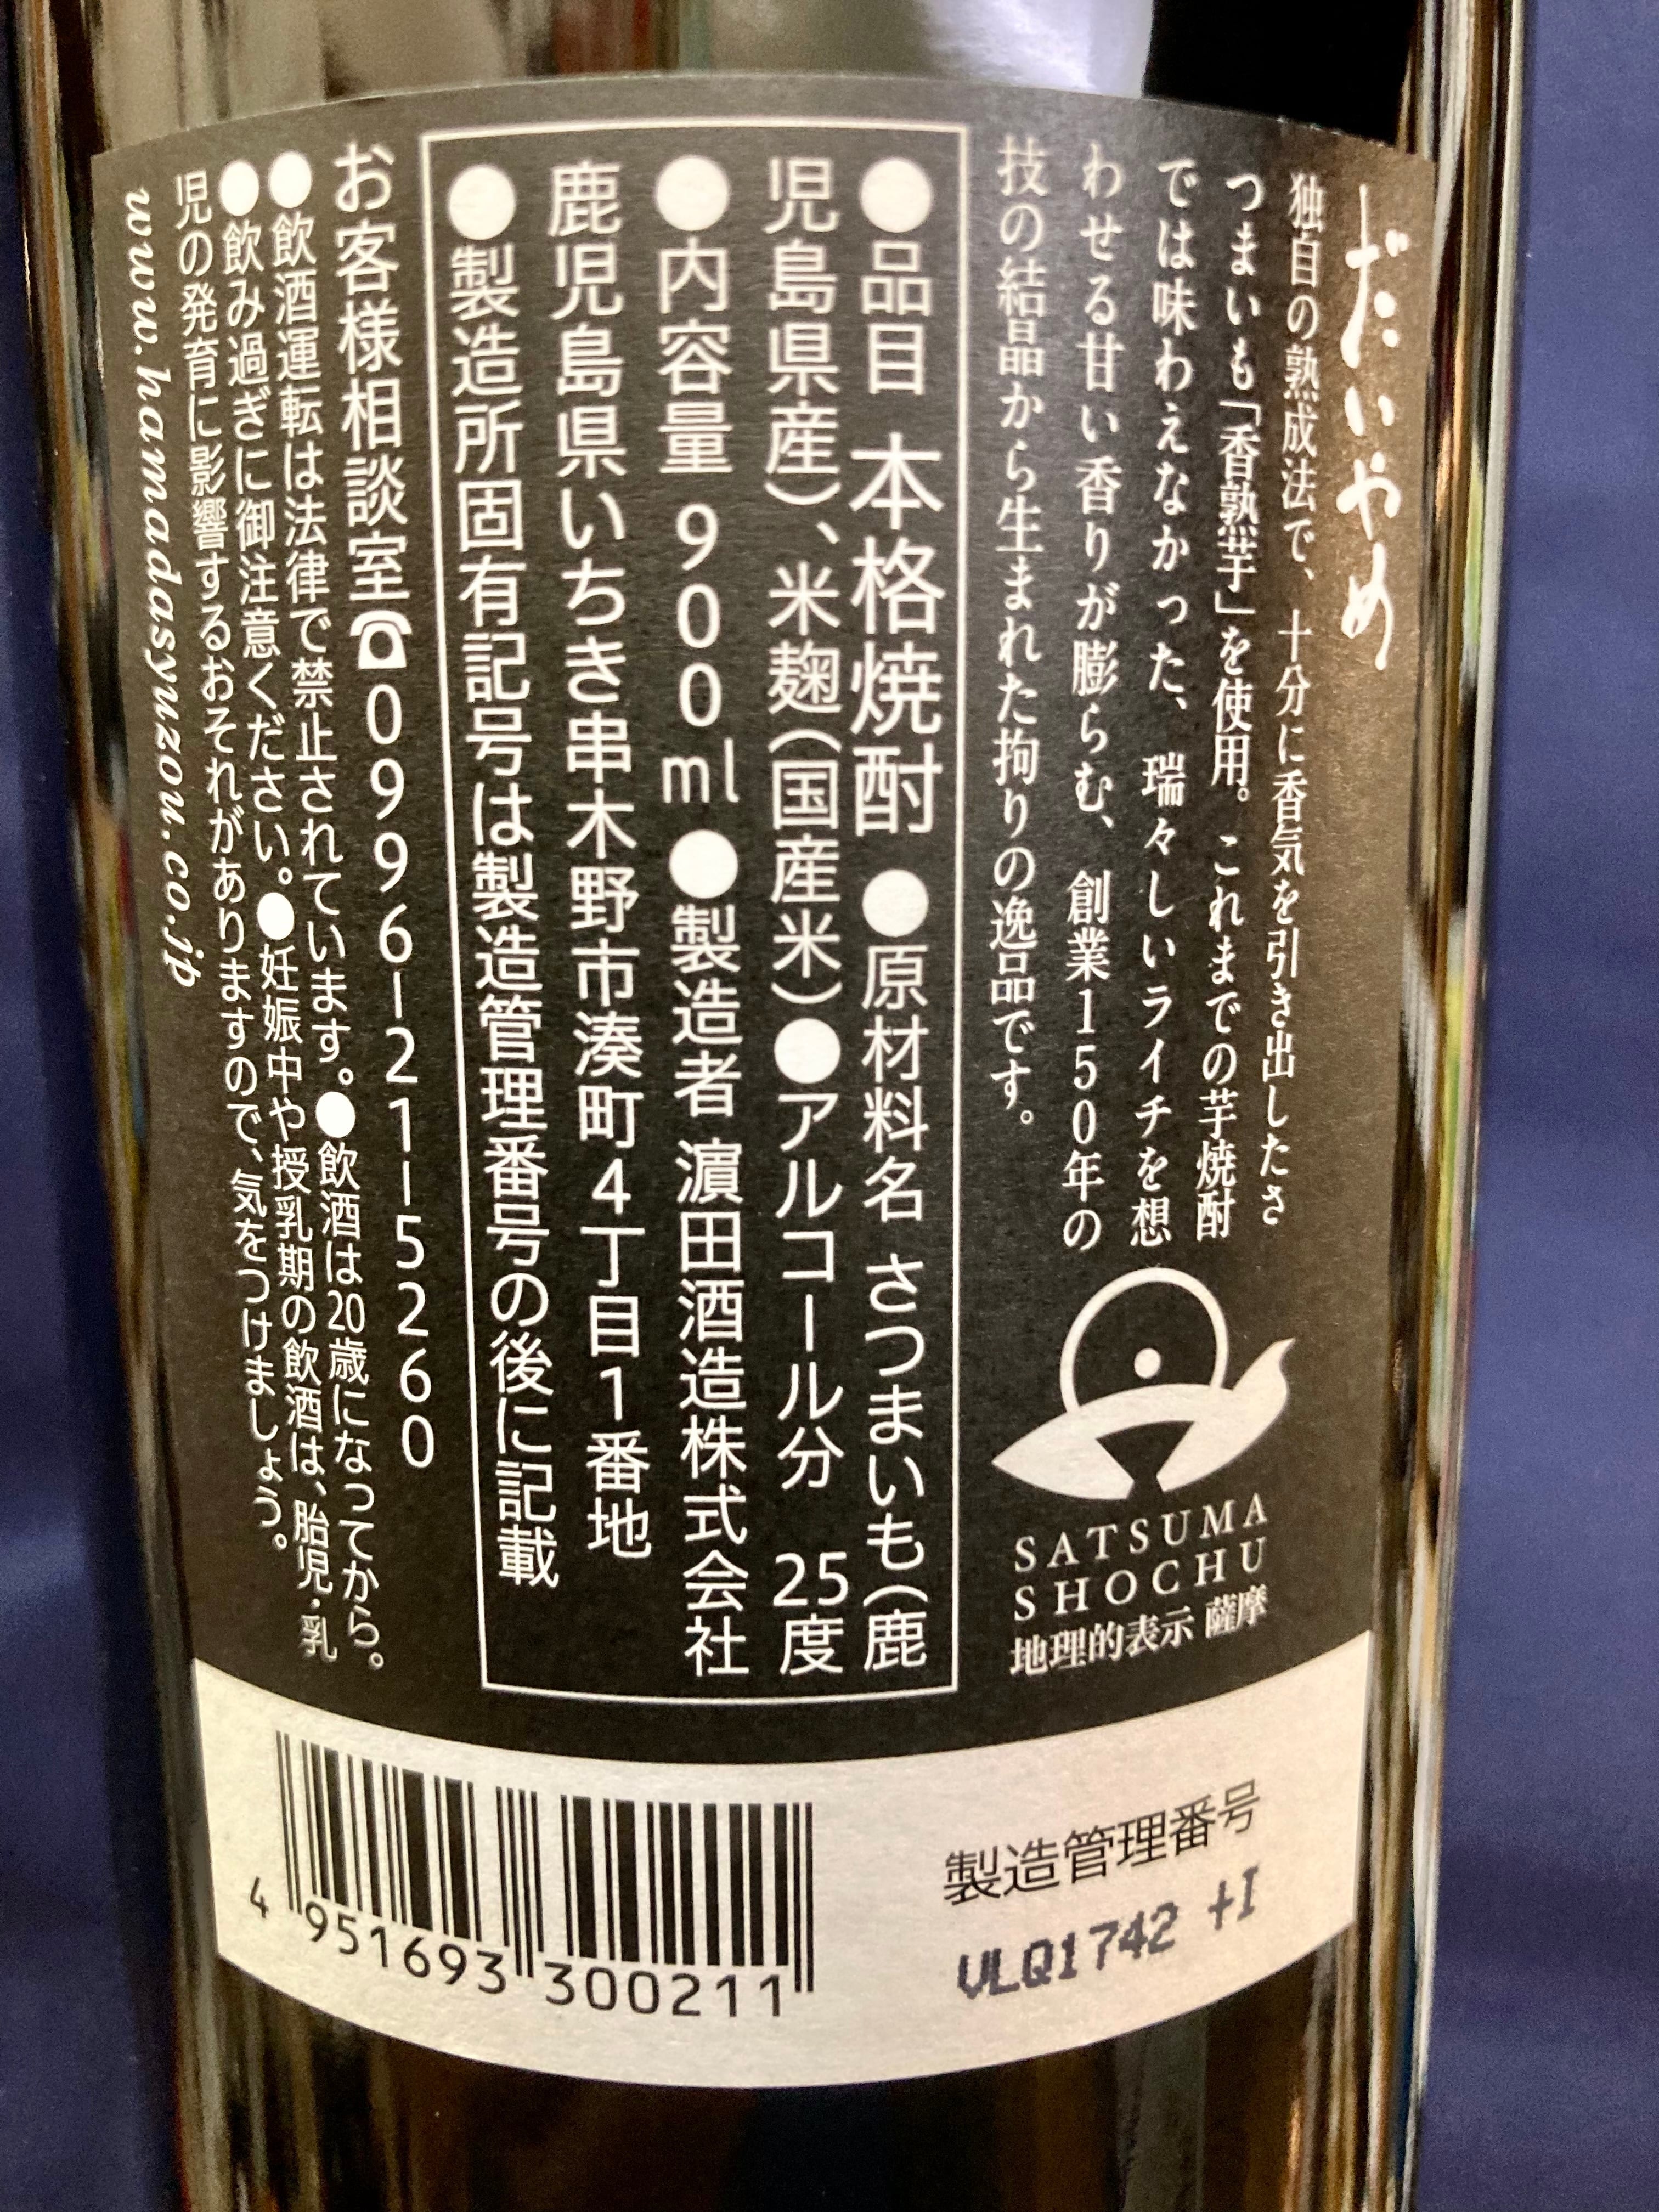 だいやめ
独自の熟成法で、十分に香気を引き出したさ
つまいも「香熟芋」を使用。これまでの芋焼酎
では味わえなかった、瑞々しいライチを想
わせる甘い香りが膨らむ、創業150年の
技の結晶から生まれた拘りの逸品です。
SATSUMA
SHOCHU
地理的表示 薩摩
●品目 本格焼酎 ●原材料名 さつまいも(鹿
児島県産)、米麹(国産米)●アルコール分 25度
●内容量 900ml●製造者 濵田酒造株式会社
鹿児島県いちき串木野市湊町4丁目1番地
●製造所固有記号は製造管理番号の後に記載
お客様相談室☎0996-21-5260
●飲酒運転は法律で禁止されています。●飲酒は20歳になってから。
●飲み過ぎに御注意ください。●妊娠中や授乳期の飲酒は、胎児・乳
児の発育に影響するおそれがありますので、気をつけましょう。
www.hamadasyuzou.co.jp
4 951693 300211
製造管理番号
VLQ1742 +I